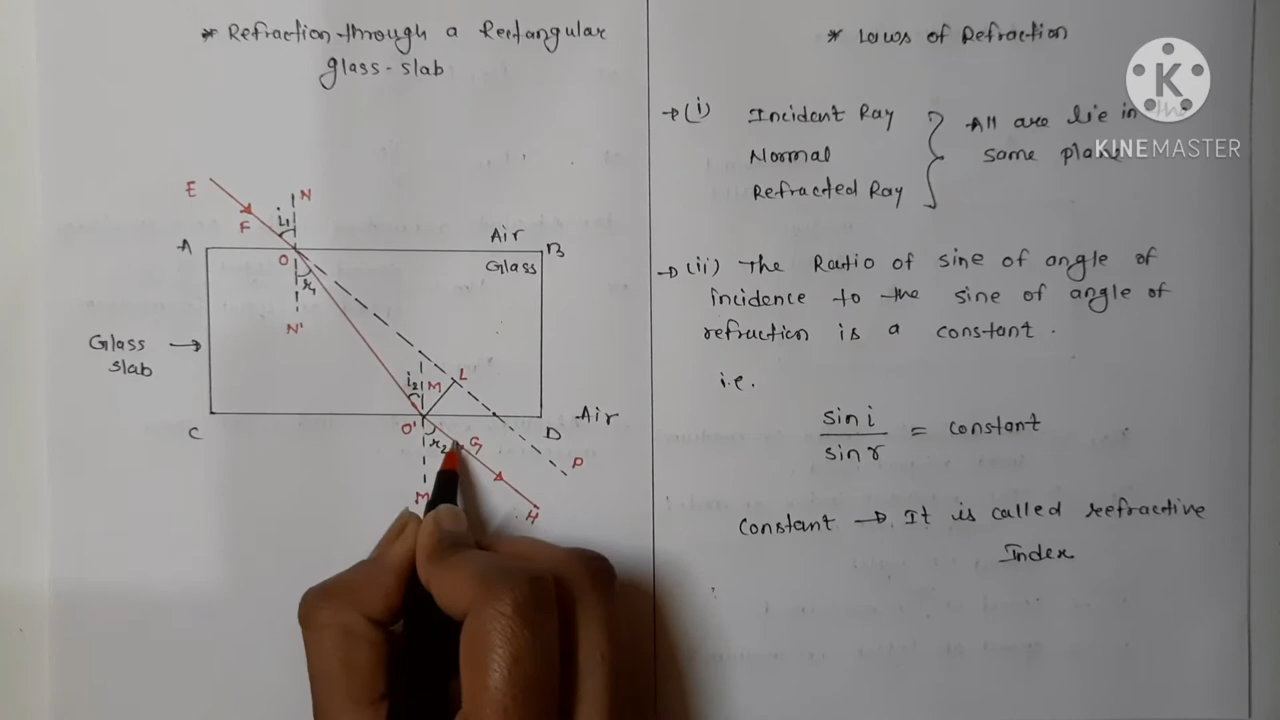 * Refraction through a Rectangular
glass-slab
E
N
F
i1
A
O
Air
B
Glass
r1
N'
Glass
slab
i2
M
L
C
O'
r2
G
D
Air
P
M
H
* Laws of Refraction
(i) Incident Ray
Normal
Refracted Ray
All are lie in the
same plane
(ii) The Ratio of sine of angle of
incidence to the sine of angle of
refraction is a constant.
i.e.
sin i
sin r
= constant
Constant → It is called reefractive
Index
K
KINEMASTER